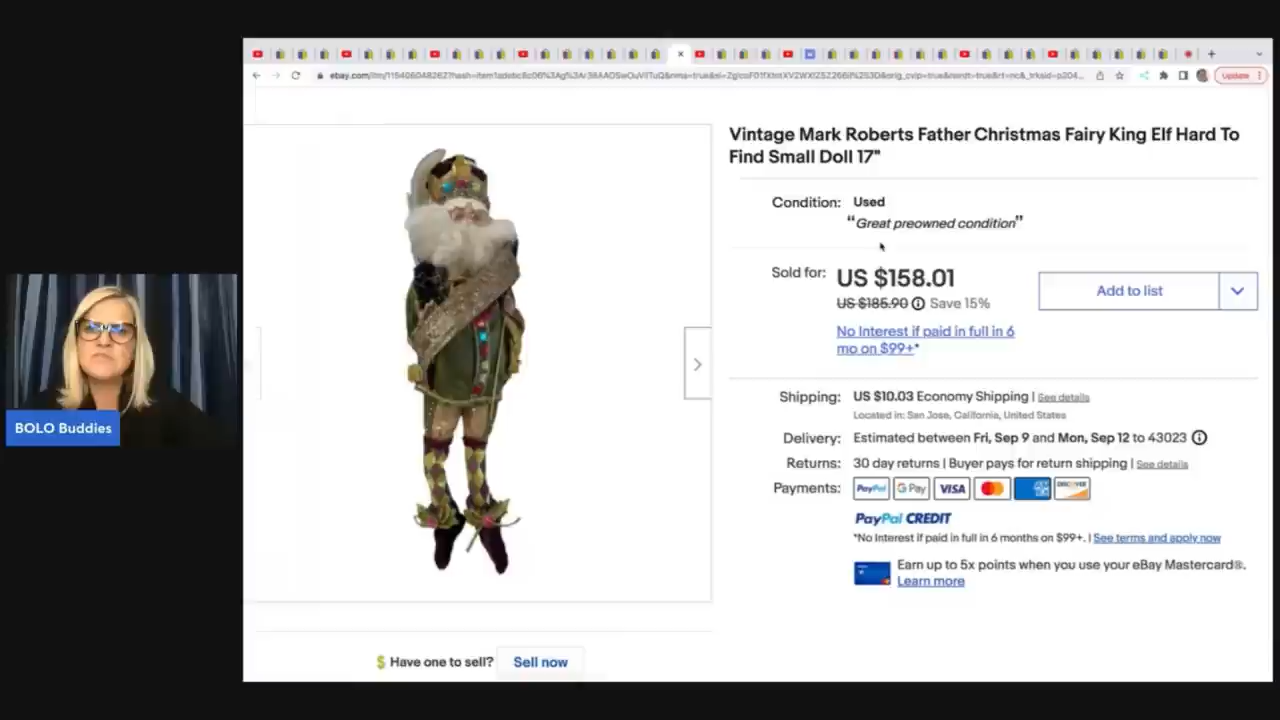 Update
Vintage Mark Roberts Father Christmas Fairy King Elf Hard To
Find Small Doll 17"
Condition: Used
“Great preowned condition”
Sold for: US $158.01
US $185.90 Save 15%
Add to list
No Interest if paid in full in 6
mo on $99+*
Shipping: US $10.03 Economy Shipping | See details
Located in: San Jose, California, United States
Delivery: Estimated between Fri, Sep 9 and Mon, Sep 12 to 43023
Returns: 30 day returns | Buyer pays for return shipping | See details
Payments: PayPal G Pay VISA DISCOVER
PayPal CREDIT
*No Interest if paid in full in 6 months on $99+. | See terms and apply now
Earn up to 5x points when you use your eBay Mastercard®.
Learn more
BOLO Buddies
$ Have one to sell? Sell now